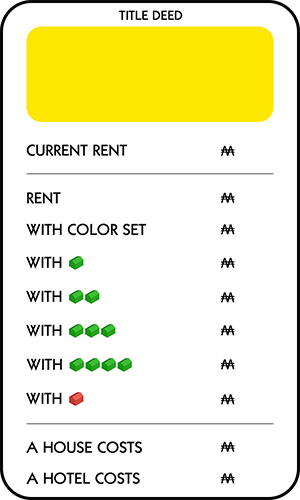 TITLE DEED
CURRENT RENT ₩
RENT ₩
WITH COLOR SET ₩
WITH ₩
WITH ₩
WITH ₩
WITH ₩
WITH ₩
A HOUSE COSTS ₩
A HOTEL COSTS ₩